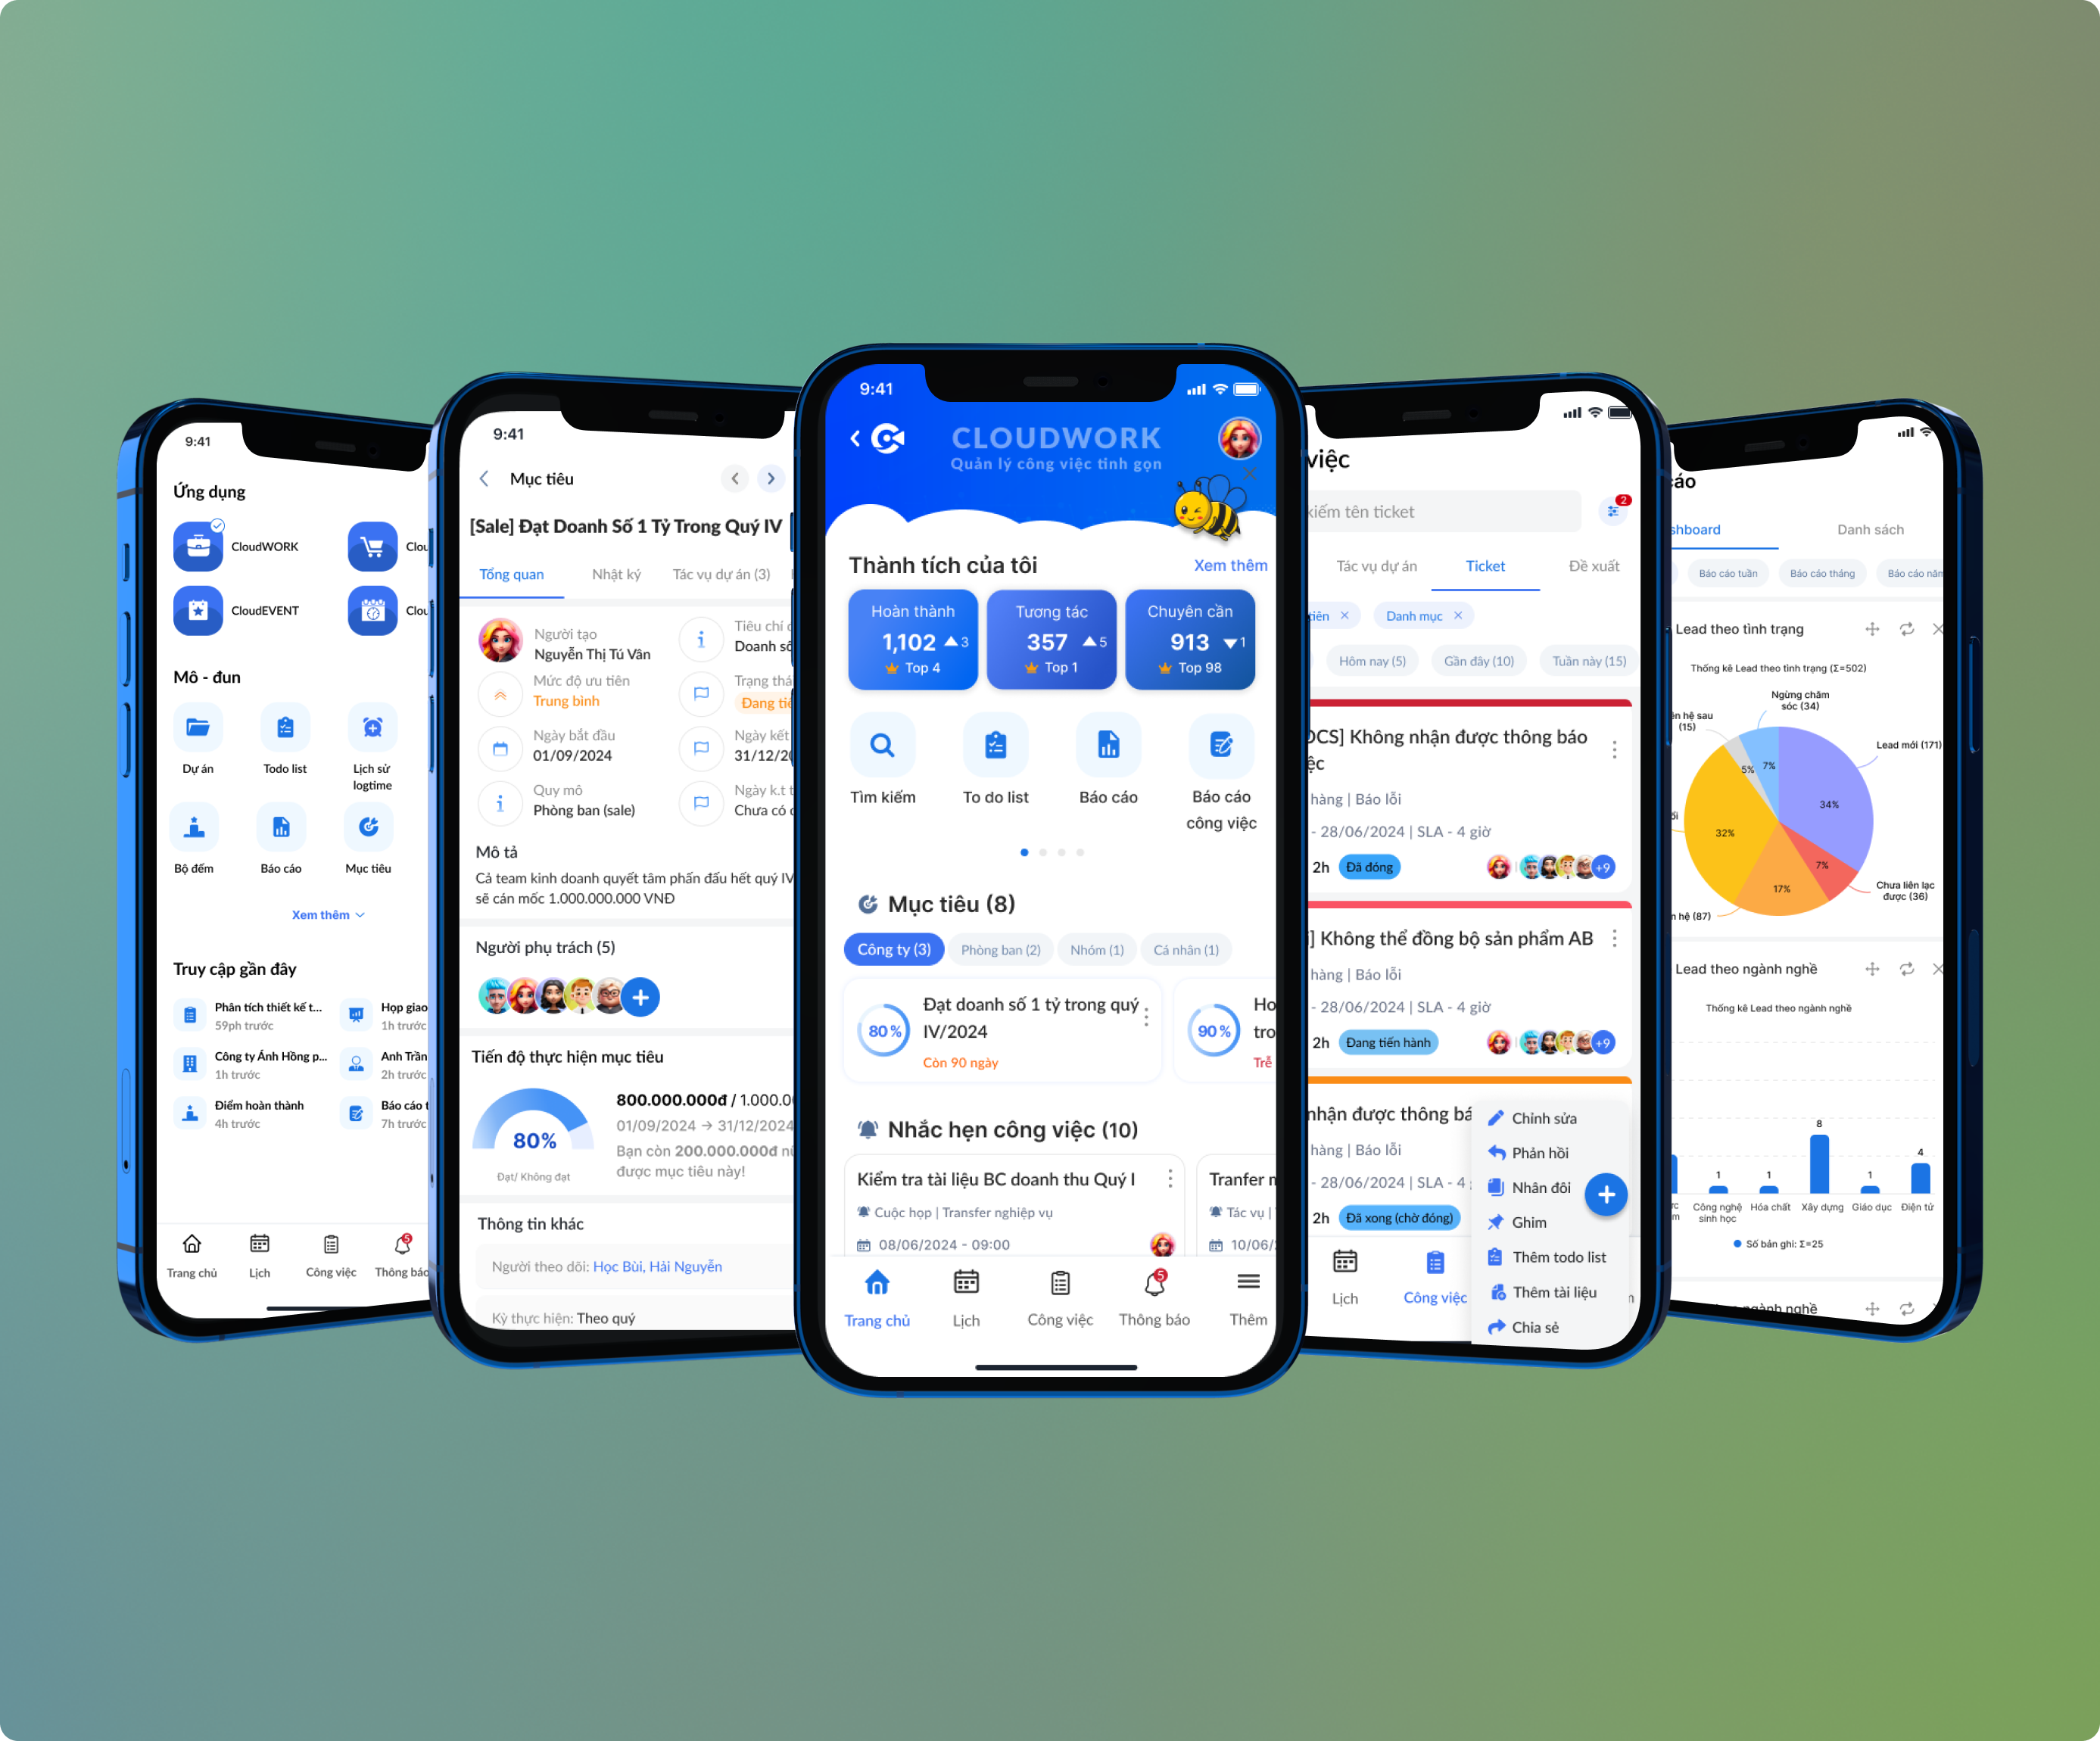 9:41
Ứng dụng
CloudWORK
CloudEVENT
Mô - đun
Dự án
Todo list
Lịch sử
logtime
Bộ đếm
Báo cáo
Mục tiêu
Xem thêm
Truy cập gần đây
Phân tích thiết kế t...
59ph trước
Họp giao
1h trước
Công ty Ánh Hồng p...
1h trước
Anh Trần
2h trước
Điểm hoàn thành
4h trước
Báo cáo t
7h trước
Trang chủ
Lịch
Công việc
5
Thông báo
9:41
Mục tiêu
[Sale] Đạt Doanh Số 1 Tỷ Trong Quý IV
Tổng quan
Nhật ký
Tác vụ dự án (3)
Người tạo
Nguyễn Thị Tú Vân
Tiêu chí
Doanh số
Mức độ ưu tiên
Trung bình
Đang
Ngày bắt đầu
01/09/2024
Ngày kết
Quy mô
Phòng ban (sale)
Ngày k.t
Chưa có
Mô tả
Cả team kinh doanh quyết tâm phấn đấu hết quý IV
sẽ cán mốc 1.000.000.000 VNĐ
Người phụ trách (5)
Tiến độ thực hiện mục tiêu
80%
Đạt/ Không đạt
800.000.000đ / 1.000.0
01/09/2024 → 31/12/2024
Bạn còn 200.000.000đ
được mục tiêu này!
Thông tin khác
Người theo dõi: Học Bùi, Hải Nguyễn
Kỳ thực hiện: Theo quý
9:41
CLOUDWORK
Quản lý công việc tinh gọn
Thành tích của tôi
Xem thêm
Hoàn thành
1,102 ▲3
Top 4
Tương tác
357 ▲5
Top 1
Chuyên cần
913 ▼1
Top 98
Tìm kiếm
To do list
Báo cáo
Báo cáo
công việc
Mục tiêu (8)
Công ty (3)
Phòng ban (2)
Nhóm (1)
Cá nhân (1)
80%
Đạt doanh số 1 tỷ trong quý
IV/2024
Còn 90 ngày
90%
Trễ
Nhắc hẹn công việc (10)
Kiểm tra tài liệu BC doanh thu Quý I
Cuộc họp | Transfer nghiệp vụ
08/06/2024 - 09:00
Tranfer
Tác vụ |
10/06/
Trang chủ
Lịch
Công việc
5
Thông báo
Thêm
việc
kiếm tên ticket
2
Tác vụ dự án
Ticket
Đề xuất
Danh mục ×
Hôm nay (5)
Gần đây (10)
Tuần này (15)
OCS] Không nhận được thông báo
hàng | Báo lỗi
- 28/06/2024 | SLA - 4 giờ
2h
Đã đóng
+9
] Không thể đồng bộ sản phẩm AB
hàng | Báo lỗi
- 28/06/2024 | SLA - 4 giờ
2h
Đang tiến hành
+9
nhận được thông bá
hàng | Báo lỗi
- 28/06/2024 | SLA - 4
2h
Đã xong (chờ đóng)
Chỉnh sửa
Phản hồi
Nhân đôi
Ghim
Thêm todo list
Thêm tài liệu
Chia sẻ
Lịch
Công việc
cáo
shboard
Danh sách
Báo cáo tuần
Báo cáo tháng
Báo cáo năm
Lead theo tình trạng
Thống kê Lead theo tình trạng (Σ=502)
Ngừng chăm
sóc (34)
ên hệ sau
(15)
Lead mới (171)
5%
7%
34%
32%
7%
17%
Chưa liên lạc
được (36)
n hệ (87)
Lead theo ngành nghề
Thống kê Lead theo ngành nghề
1
1
8
1
4
Công nghệ
sinh học
Hóa chất
Xây dựng
Giáo dục
Điện tử
Số bản ghi: Σ=25
ngành nghề